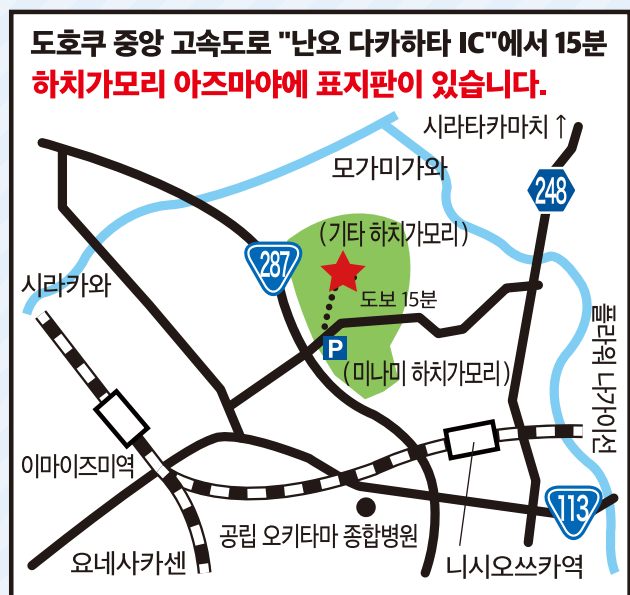 도호쿠 중앙 고속도로 "난요 다카하타 IC"에서 15분
하치가모리 아즈마야에 표지판이 있습니다.
시라타카마치 ↑
모가미가와
248
(기타 하치가모리)
287
시라카와
도보 15분
P
(미나미 하치가모리)
플라워 나가이선
이마이즈미역
113
공립 오키타마 종합병원
요네사카센
니시오쓰카역